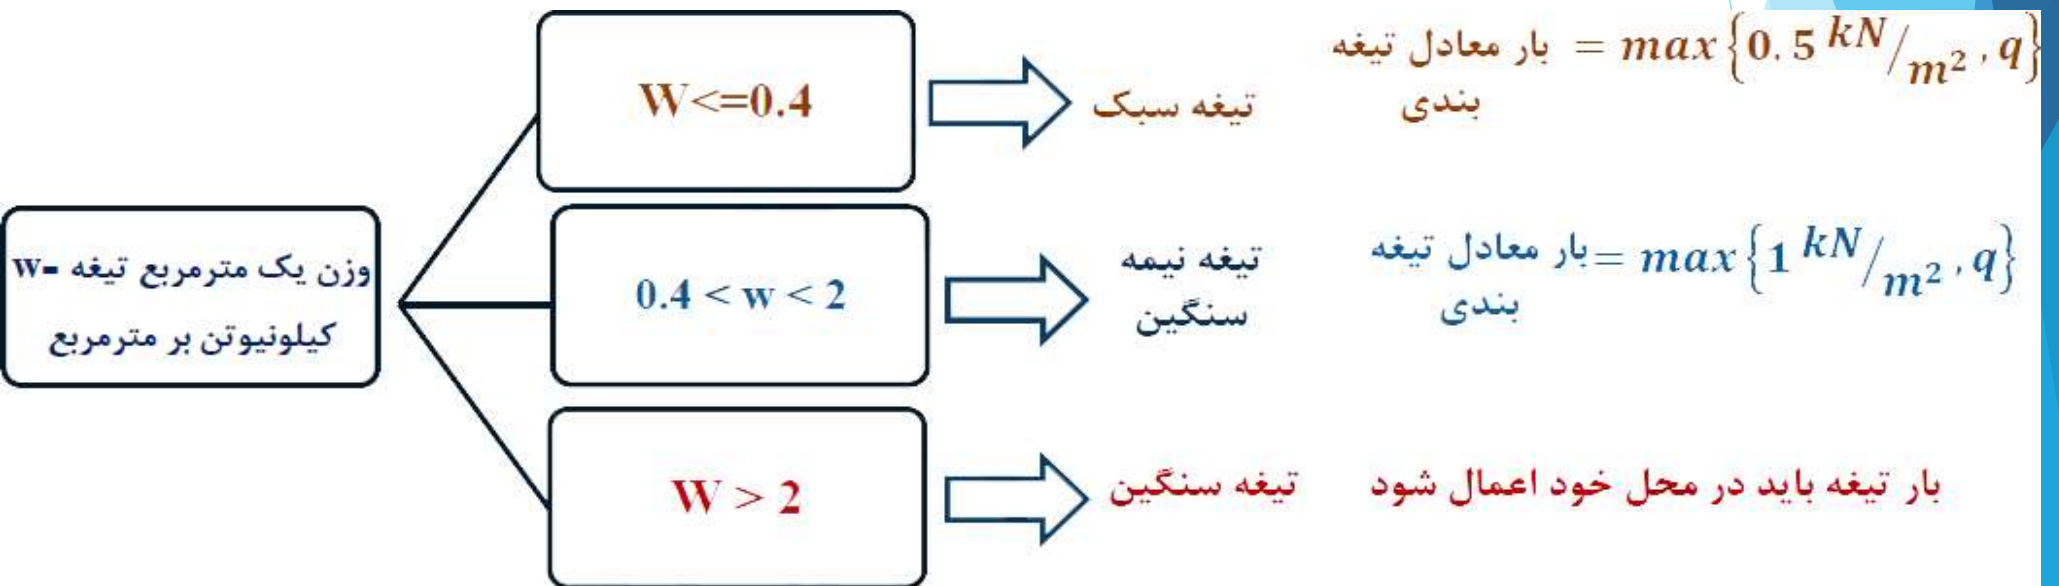 W<=0.4
تیغه سبک
بار معادل تیغه = max{0.5 kN/m², q}
بندی
وزن یک مترمربع تیغه =W
کیلونیوتن بر مترمربع
0.4 < w < 2
تیغه نیمه
سنگین
بار معادل تیغه = max{1 kN/m², q}
بندی
W > 2
تیغه سنگین
بار تیغه باید در محل خود اعمال شود